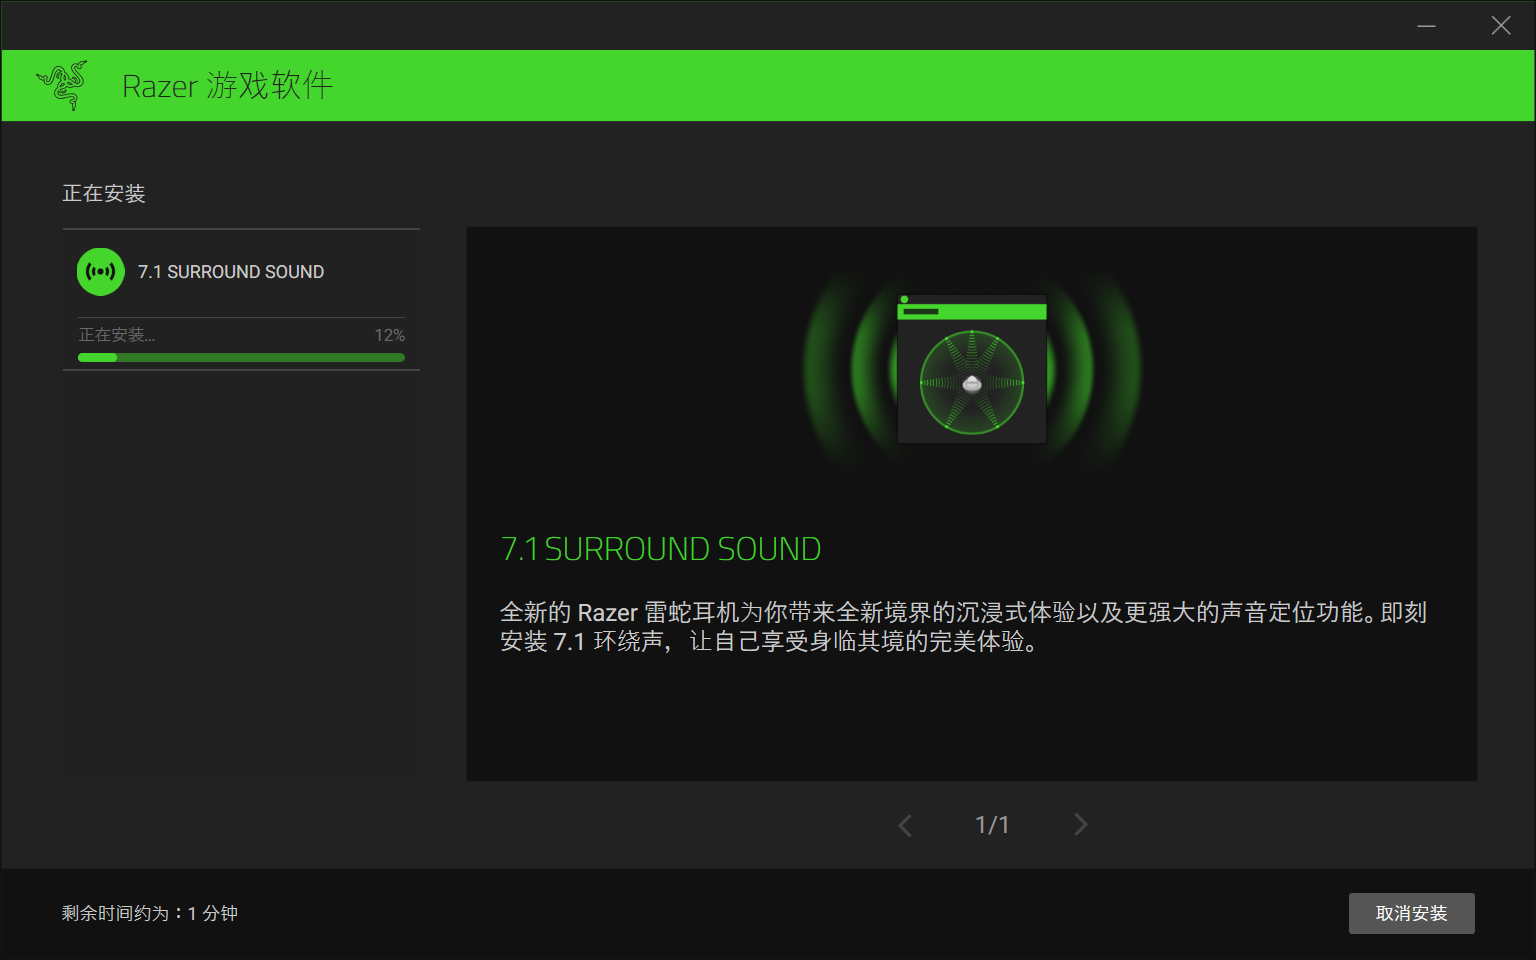 Razer 游戏软件
正在安装
7.1 SURROUND SOUND
正在安装... 12%
7.1 SURROUND SOUND
全新的 Razer 雷蛇耳机为你带来全新境界的沉浸式体验以及更强大的声音定位功能。即刻
安装 7.1 环绕声，让自己享受身临其境的完美体验。
1/1
剩余时间约为：1 分钟
取消安装